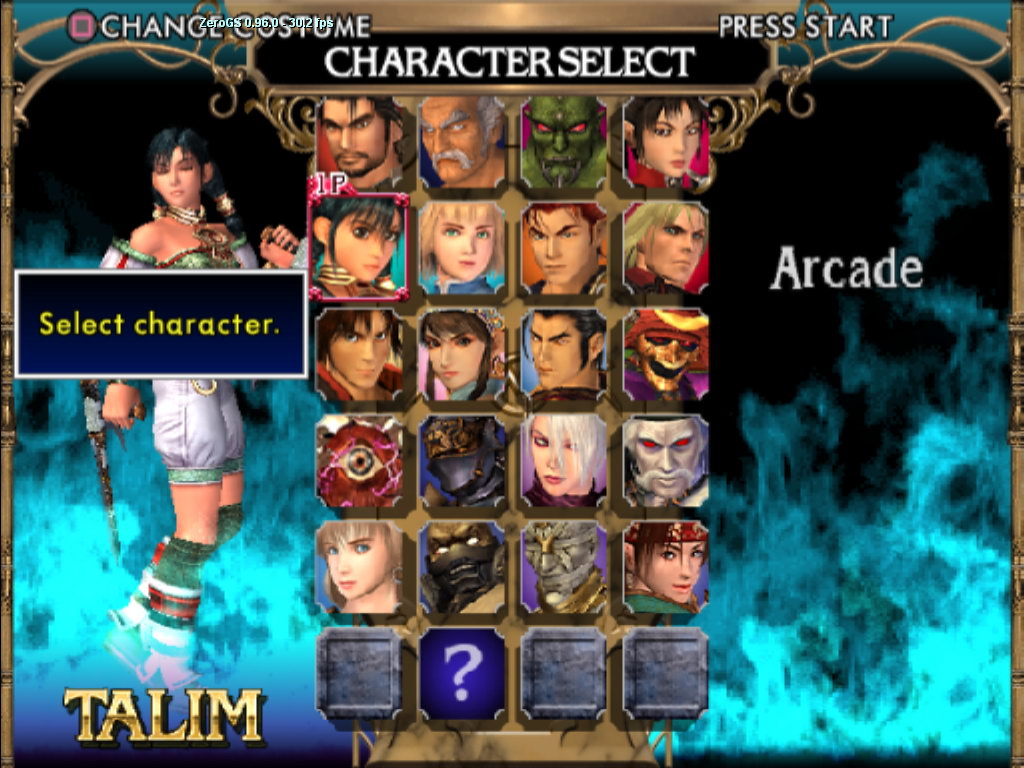 CHANGE COSTUME
ZeroGS 0.96.0 - 30.2 fps
PRESS START
CHARACTER SELECT
1P
Arcade
Select character.
?
TALIM